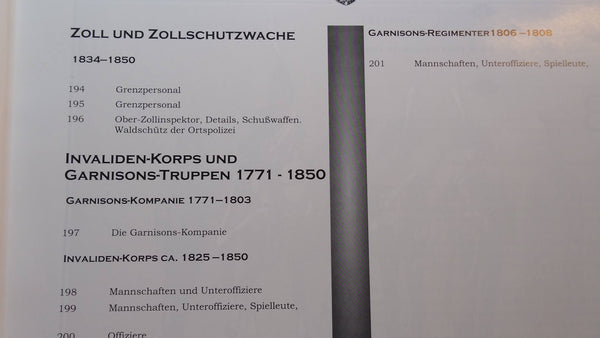 ZOLL UND ZOLLSCHUTZWACHE
1834–1850
194 Grenzpersonal
195 Grenzpersonal
196 Ober-Zollinspektor, Details, Schußwaffen.
Waldschütz der Ortspolizei
INVALIDEN-KORPS UND
GARNISONS-TRUPPEN 1771 - 1850
GARNISONS-KOMPANIE 1771–1803
197 Die Garnisons-Kompanie
INVALIDEN-KORPS CA. 1825 –1850
198 Mannschaften und Unteroffiziere
199 Mannschaften, Unteroffiziere, Spielleute,
200 Offiziere
GARNISONS-REGIMENTER 1806 –1808
201 Mannschaften, Unteroffiziere, Spielleute,